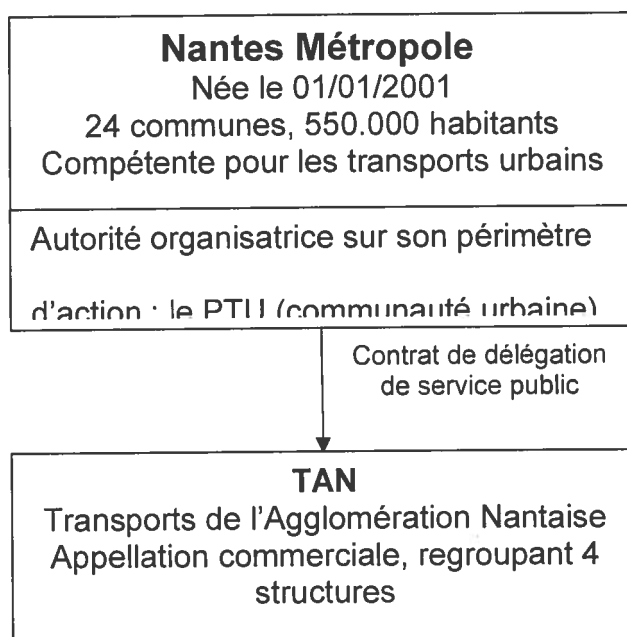 Nantes Métropole
Née le 01/01/2001
24 communes, 550.000 habitants
Compétente pour les transports urbains
Autorité organisatrice sur son périmètre
d'action : le PTU (communauté urbaine)
Contrat de délégation
de service public
TAN
Transports de l'Agglomération Nantaise
Appellation commerciale, regroupant 4
structures